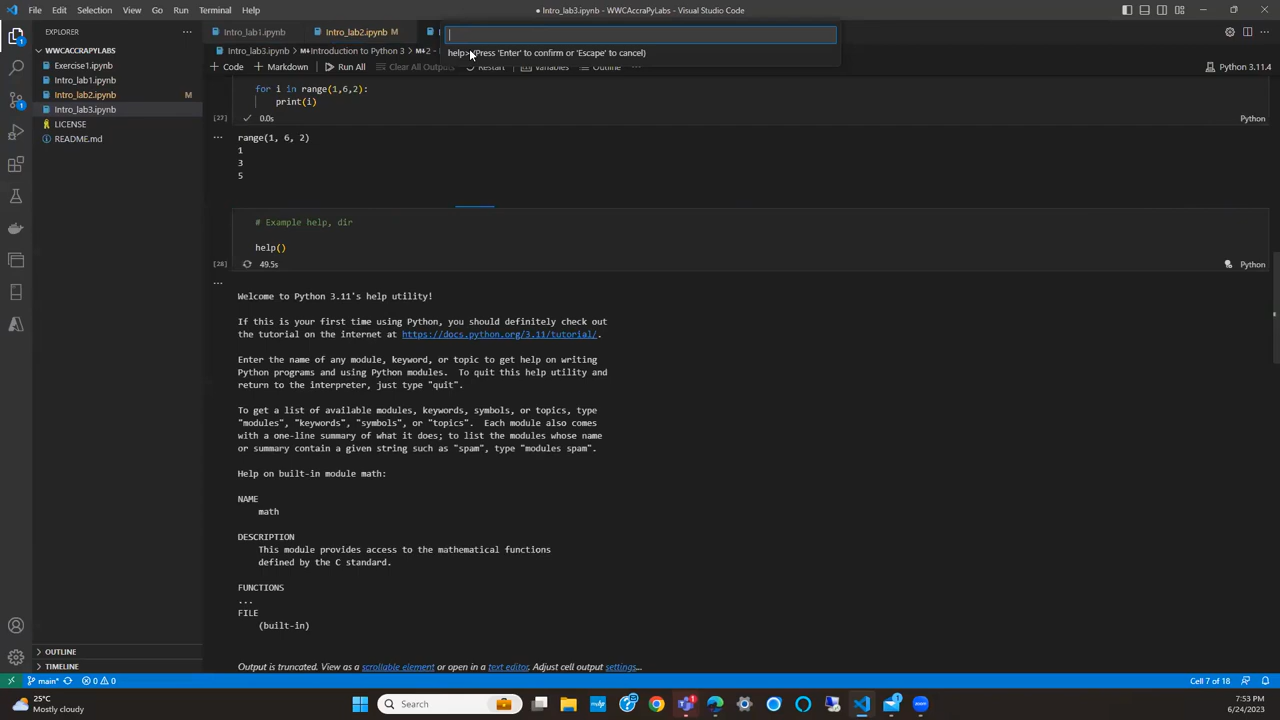 File Edit Selection View Go Run Terminal Help
● Intro_lab3.ipynb - WWCAccraPyLabs - Visual Studio Code
EXPLORER
WWCACCRAPYLABS
Exercise1.ipynb
Intro_lab1.ipynb
Intro_lab2.ipynb M
Intro_lab3.ipynb
LICENSE
README.md
OUTLINE
TIMELINE
Intro_lab1.ipynb Intro_lab2.ipynb M
help> (Press 'Enter' to confirm or 'Escape' to cancel)
Intro_lab3.ipynb > Introduction to Python 3 > 2 -
+ Code + Markdown Run All Clear All Outputs Restart Variables Outline ...
Python 3.11.4
for i in range(1,6,2):
print(i)
[27] 0.0s Python
range(1, 6, 2)
1
3
5
# Example help, dir
help()
[28] 49.5s Python
Welcome to Python 3.11's help utility!
If this is your first time using Python, you should definitely check out
the tutorial on the internet at https://docs.python.org/3.11/tutorial/.
Enter the name of any module, keyword, or topic to get help on writing
Python programs and using Python modules.  To quit this help utility and
return to the interpreter, just type "quit".
To get a list of available modules, keywords, symbols, or topics, type
"modules", "keywords", "symbols", or "topics".  Each module also comes
with a one-line summary of what it does; to list the modules whose name
or summary contain a given string such as "spam", type "modules spam".
Help on built-in module math:
NAME
math
DESCRIPTION
This module provides access to the mathematical functions
defined by the C standard.
FUNCTIONS
...
FILE
(built-in)
Output is truncated. View as a scrollable element or open in a text editor. Adjust cell output settings...
main* 0 0 Cell 7 of 18
25°C
Mostly cloudy
Search
7:53 PM
6/24/2023